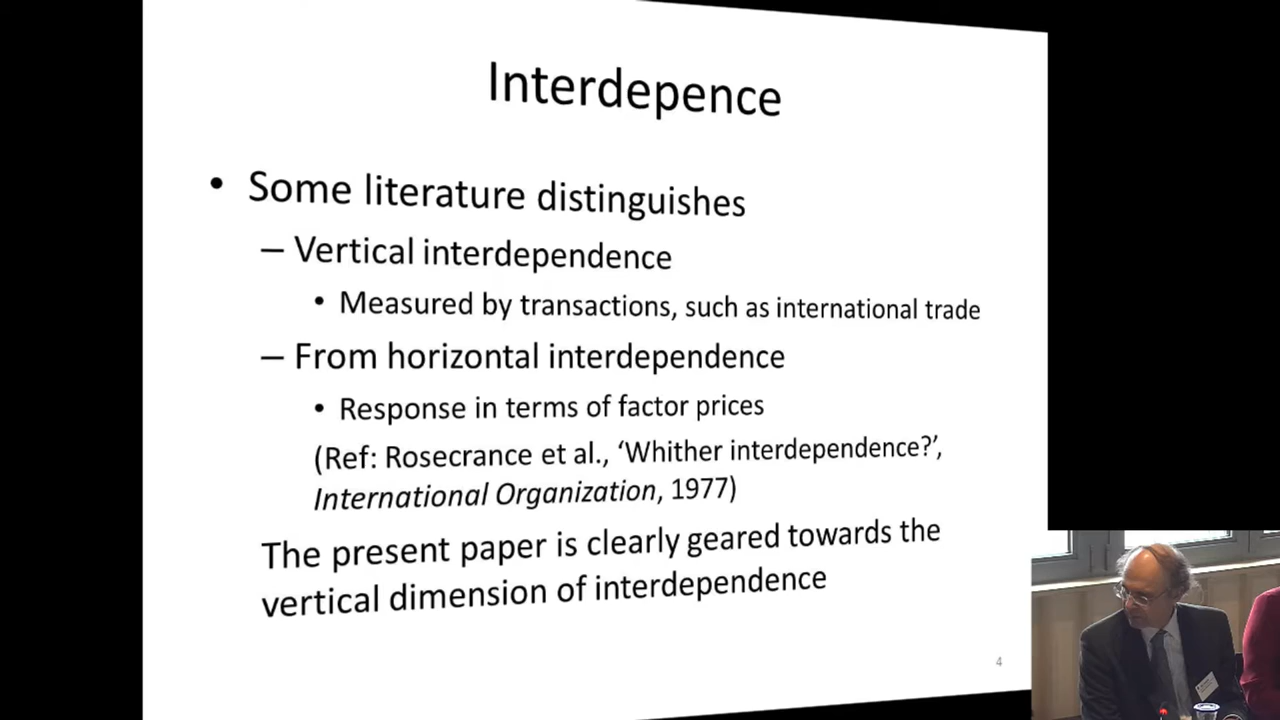 Interdepence
• Some literature distinguishes
– Vertical interdependence
• Measured by transactions, such as international trade
– From horizontal interdependence
• Response in terms of factor prices
(Ref: Rosecrance et al., ‘Whither interdependence?’,
International Organization, 1977)
The present paper is clearly geared towards the
vertical dimension of interdependence
4